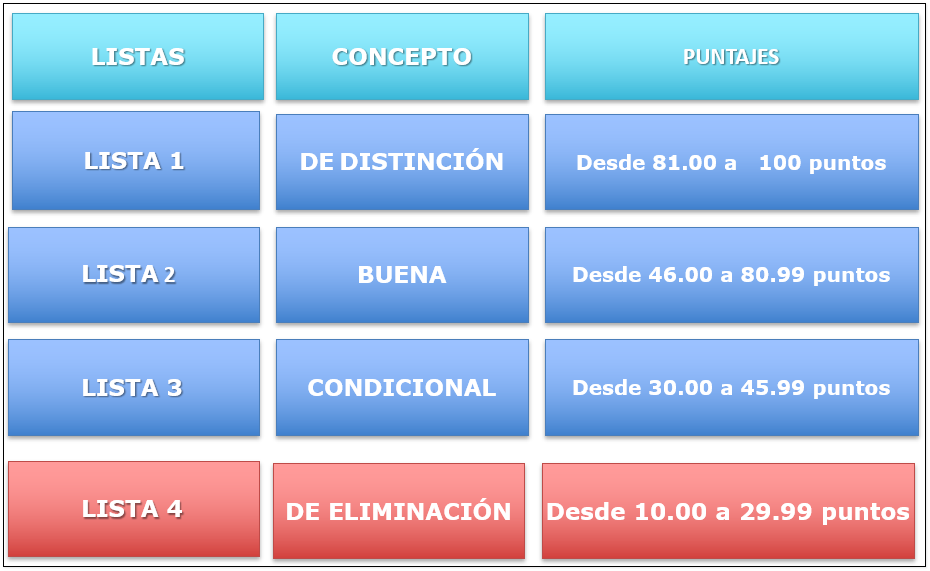 LISTAS CONCEPTO PUNTAJES
LISTA 1 DE DISTINCIÓN Desde 81.00 a 100 puntos
LISTA 2 BUENA Desde 46.00 a 80.99 puntos
LISTA 3 CONDICIONAL Desde 30.00 a 45.99 puntos
LISTA 4 DE ELIMINACIÓN Desde 10.00 a 29.99 puntos